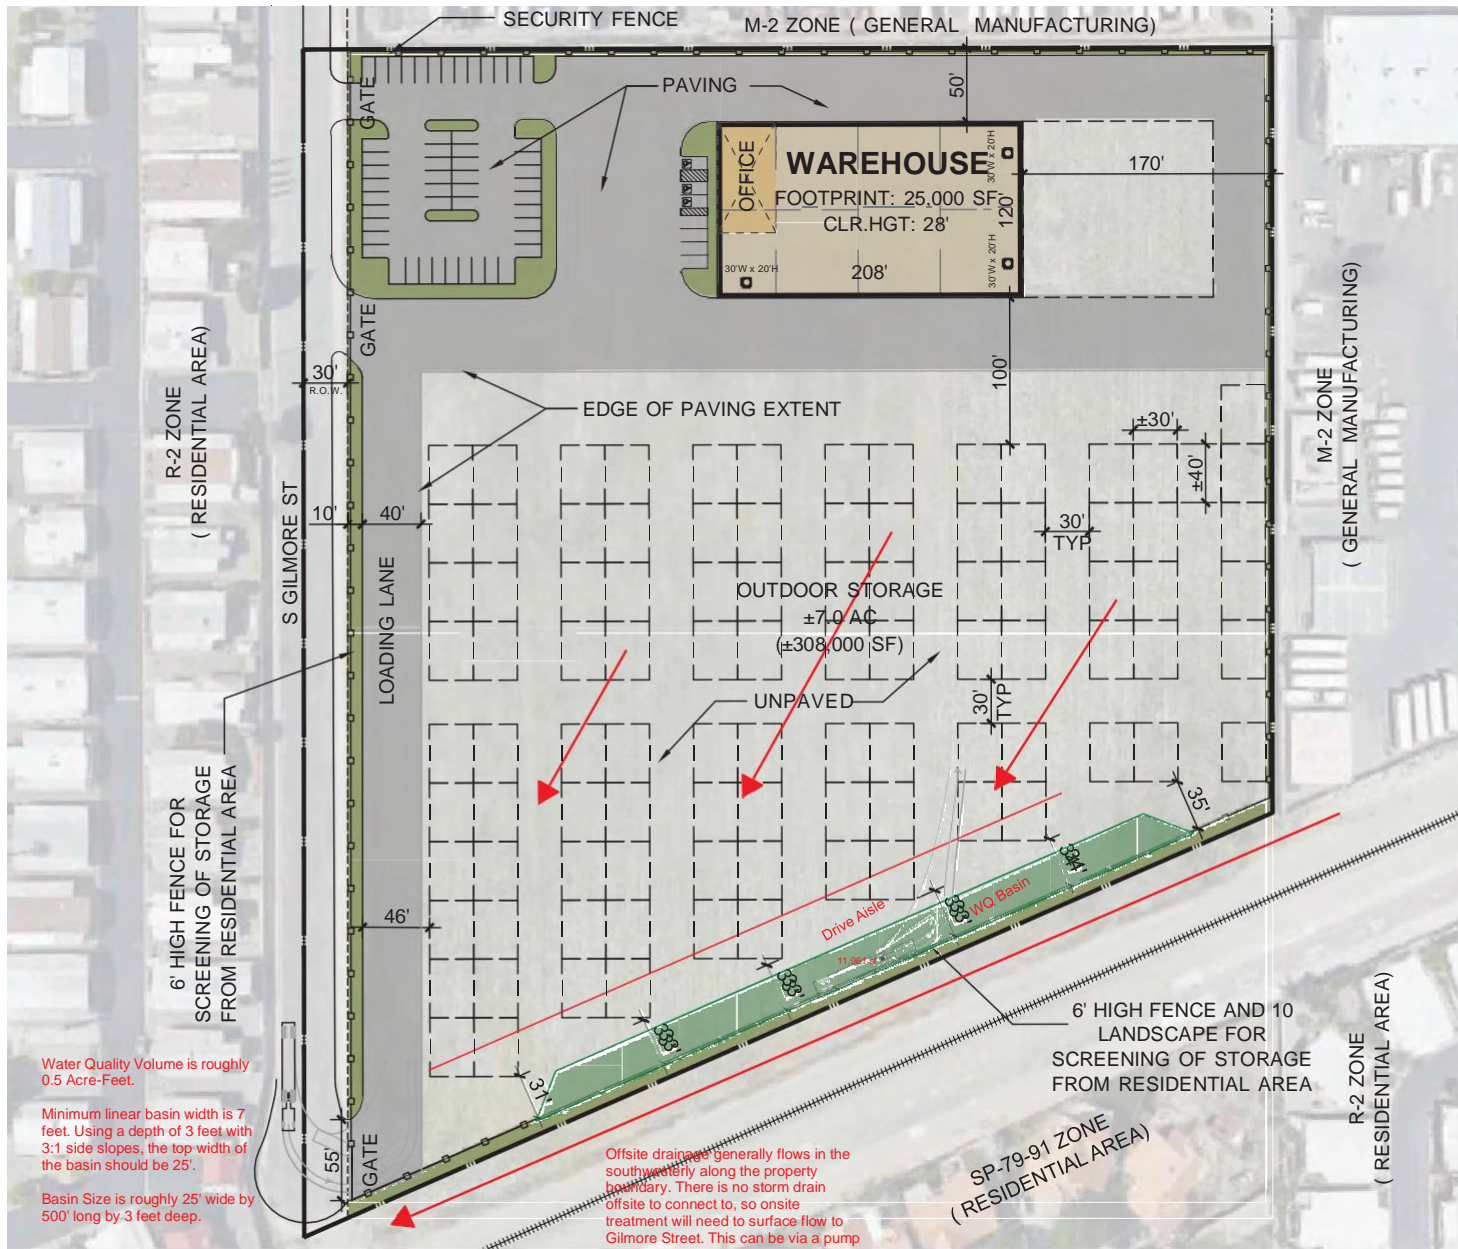 SECURITY FENCE
M-2 ZONE ( GENERAL MANUFACTURING)
GATE
PAVING
50'
OFFICE
WAREHOUSE
FOOTPRINT: 25,000 SF
CLR.HGT: 28'
30'W x 20'H
120'
170'
208'
30'W x 20'H
30'W x 20'H
GATE
R-2 ZONE
( RESIDENTIAL AREA)
30'
R.O.W.
100'
M-2 ZONE
( GENERAL MANUFACTURING)
EDGE OF PAVING EXTENT
±30'
±40'
S GILMORE ST
10'
40'
30'
TYP
LOADING LANE
OUTDOOR STORAGE
±7.0 AC
(±308,000 SF)
UNPAVED
30'
TYP
6' HIGH FENCE FOR
SCREENING OF STORAGE
FROM RESIDENTIAL AREA
35'
46'
Drive Aisle
WQ Basin
31'
55'
GATE
6' HIGH FENCE AND 10
LANDSCAPE FOR
SCREENING OF STORAGE
FROM RESIDENTIAL AREA
R-2 ZONE
( RESIDENTIAL AREA)
SP-79-91 ZONE
( RESIDENTIAL AREA)
Water Quality Volume is roughly
0.5 Acre-Feet.
Minimum linear basin width is 7
feet. Using a depth of 3 feet with
3:1 side slopes, the top width of
the basin should be 25'.
Basin Size is roughly 25' wide by
500' long by 3 feet deep.
Offsite drainage generally flows in the
southwesterly along the property
boundary. There is no storm drain
offsite to connect to, so onsite
treatment will need to surface flow to
Gilmore Street. This can be via a pump